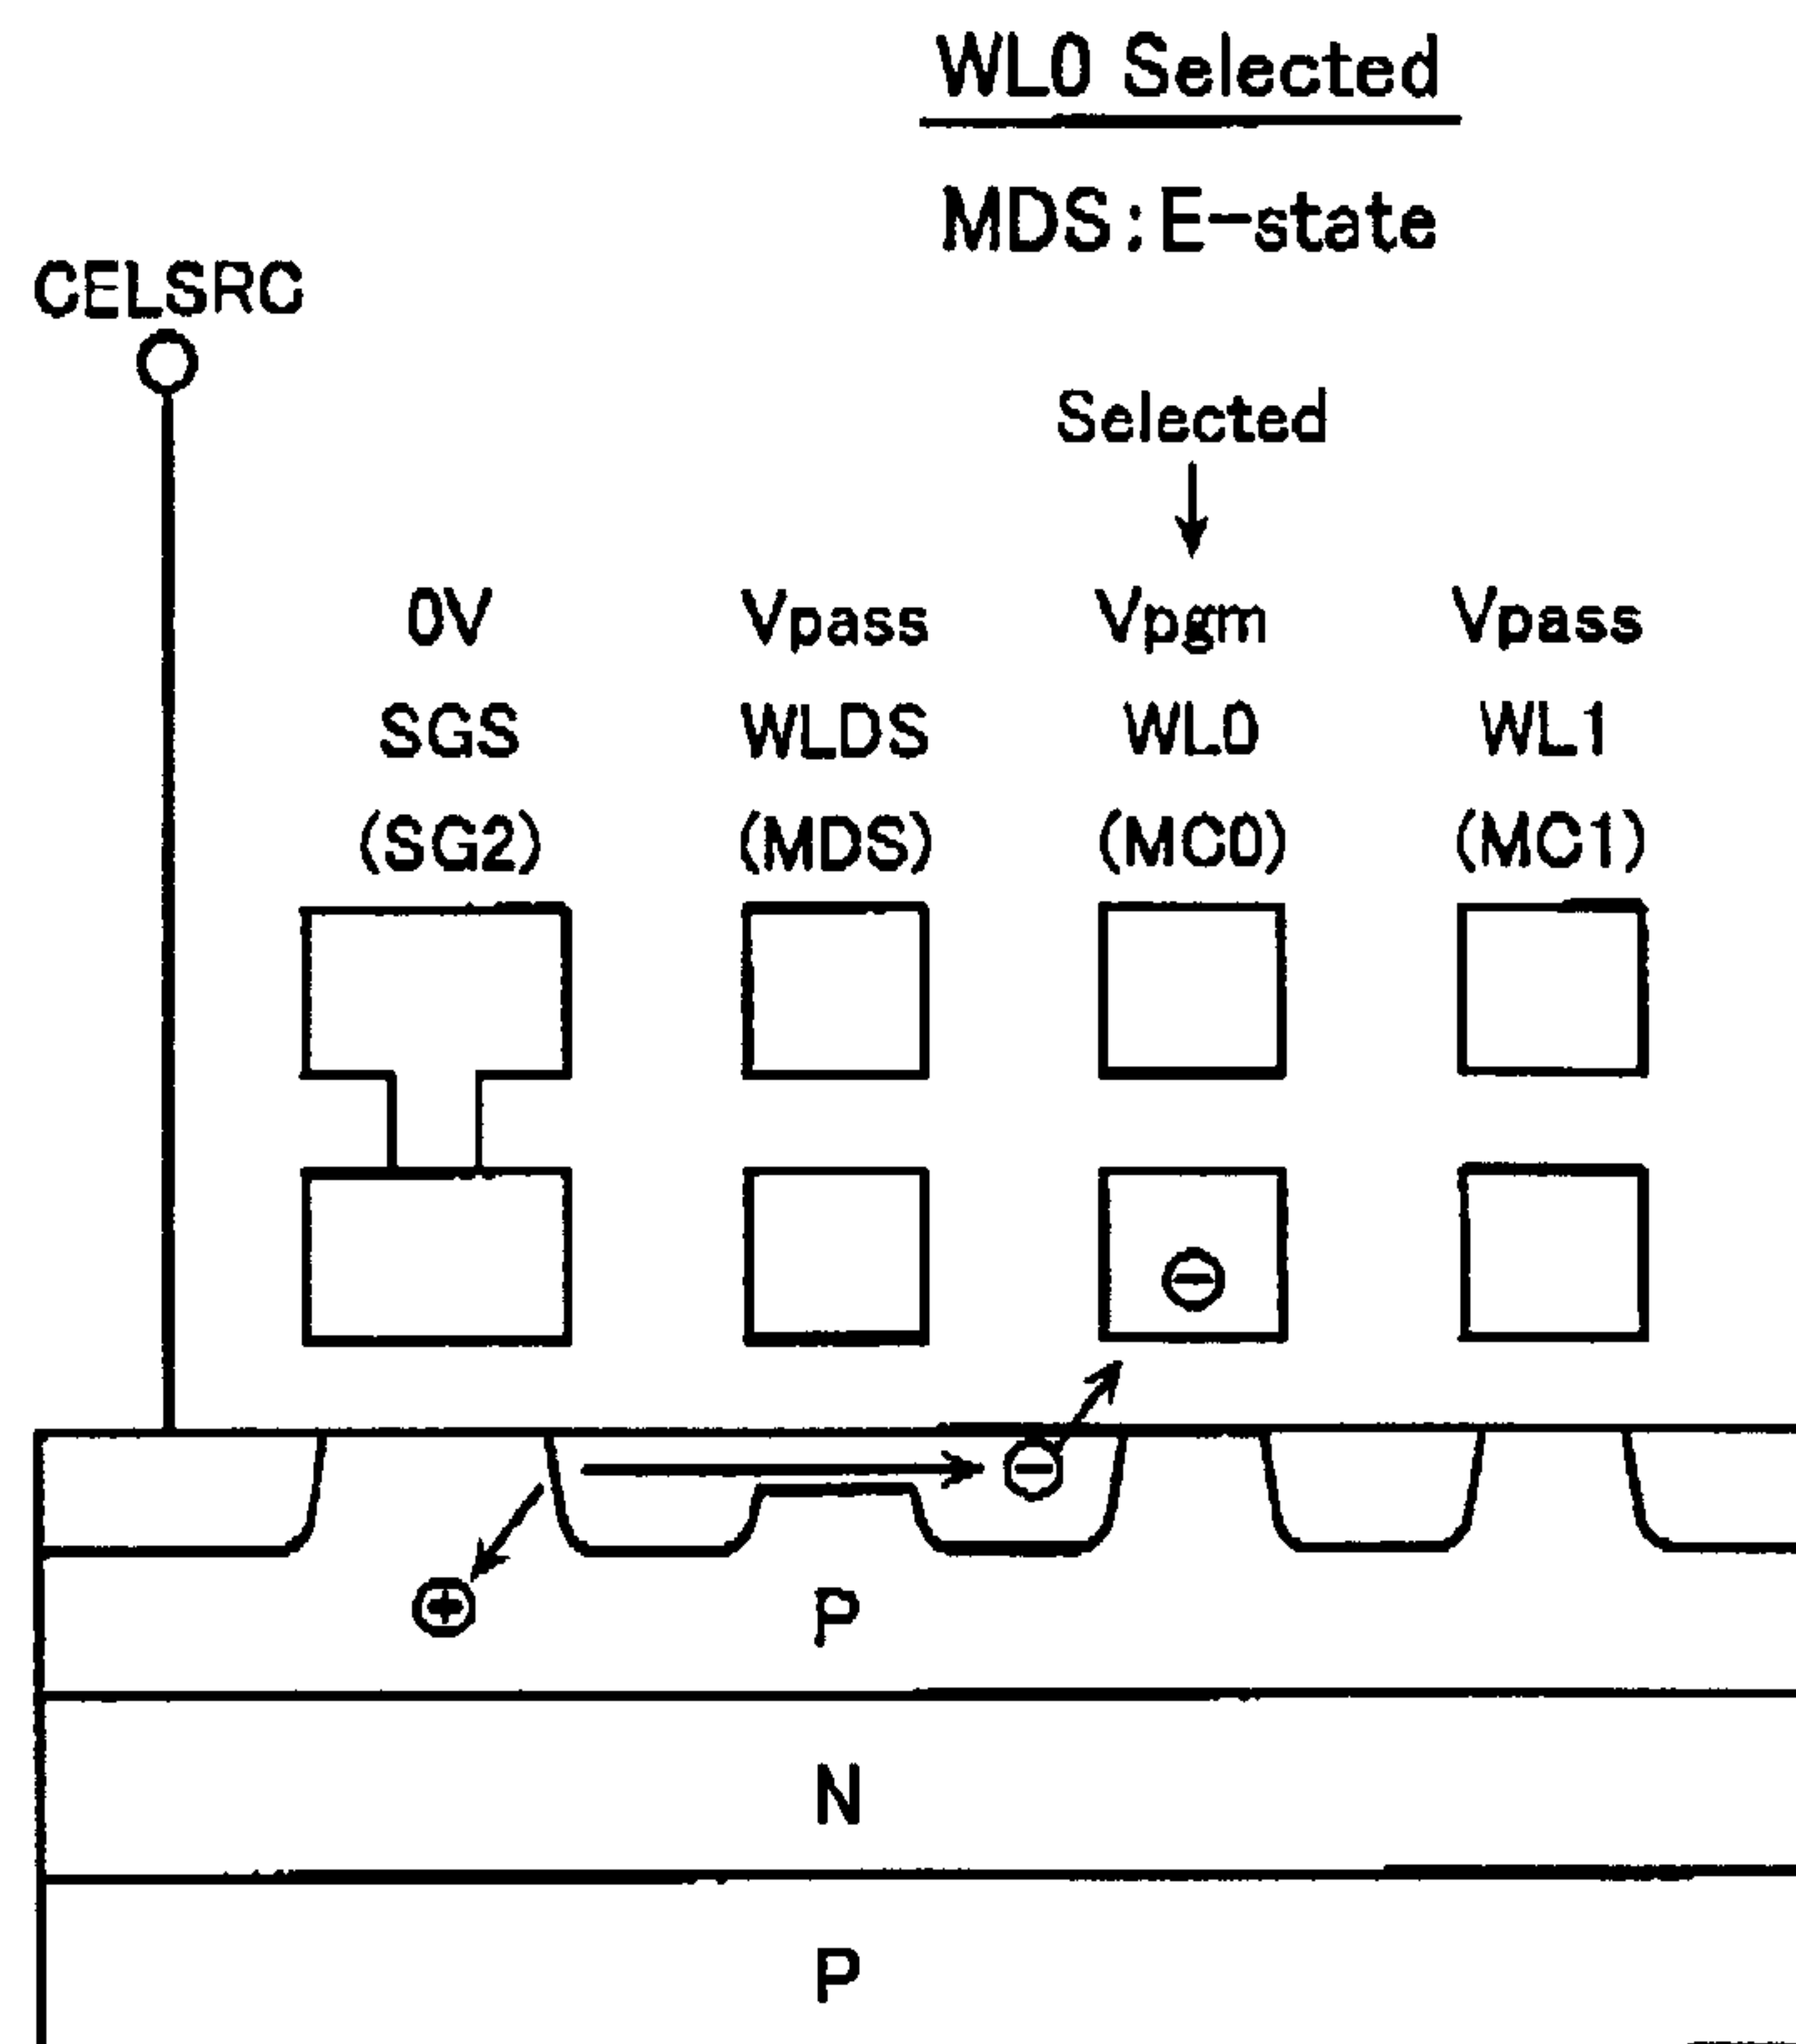 WL0 Selected
MDS:E-state
CELSRC
Selected
0V Vpass Vpgm Vpass
SGS WLDS WL0 WL1
(SG2) (MDS) (MC0) (MC1)
⊖
⊖
⊕
P
N
P